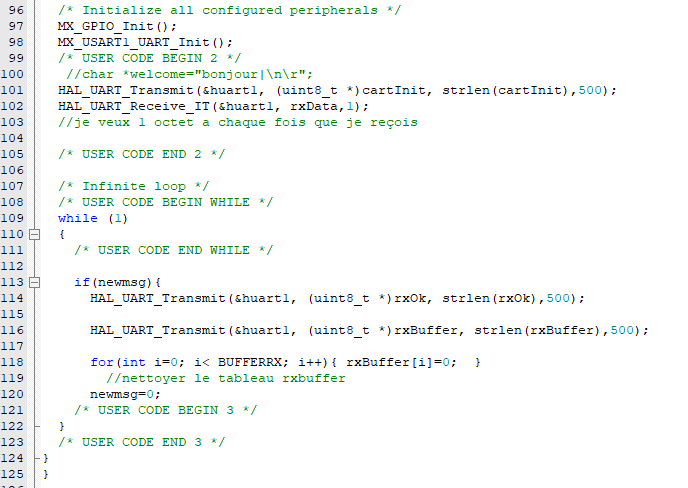 96 /* Initialize all configured peripherals */
97 MX_GPIO_Init();
98 MX_USART1_UART_Init();
99 /* USER CODE BEGIN 2 */
100 //char *welcome="bonjour|\n\r";
101 HAL_UART_Transmit(&huart1, (uint8_t *)cartInit, strlen(cartInit),500);
102 HAL_UART_Receive_IT(&huart1, rxData,1);
103 //je veux 1 octet a chaque fois que je reçois
104
105 /* USER CODE END 2 */
106
107 /* Infinite loop */
108 /* USER CODE BEGIN WHILE */
109 while (1)
110 {
111 /* USER CODE END WHILE */
112
113 if(newmsg){
114 HAL_UART_Transmit(&huart1, (uint8_t *)rxOk, strlen(rxOk),500);
115
116 HAL_UART_Transmit(&huart1, (uint8_t *)rxBuffer, strlen(rxBuffer),500);
117
118 for(int i=0; i< BUFFERRX; i++){ rxBuffer[i]=0; }
119 //nettoyer le tableau rxbuffer
120 newmsg=0;
121 /* USER CODE BEGIN 3 */
122 }
123 /* USER CODE END 3 */
124 }
125 }